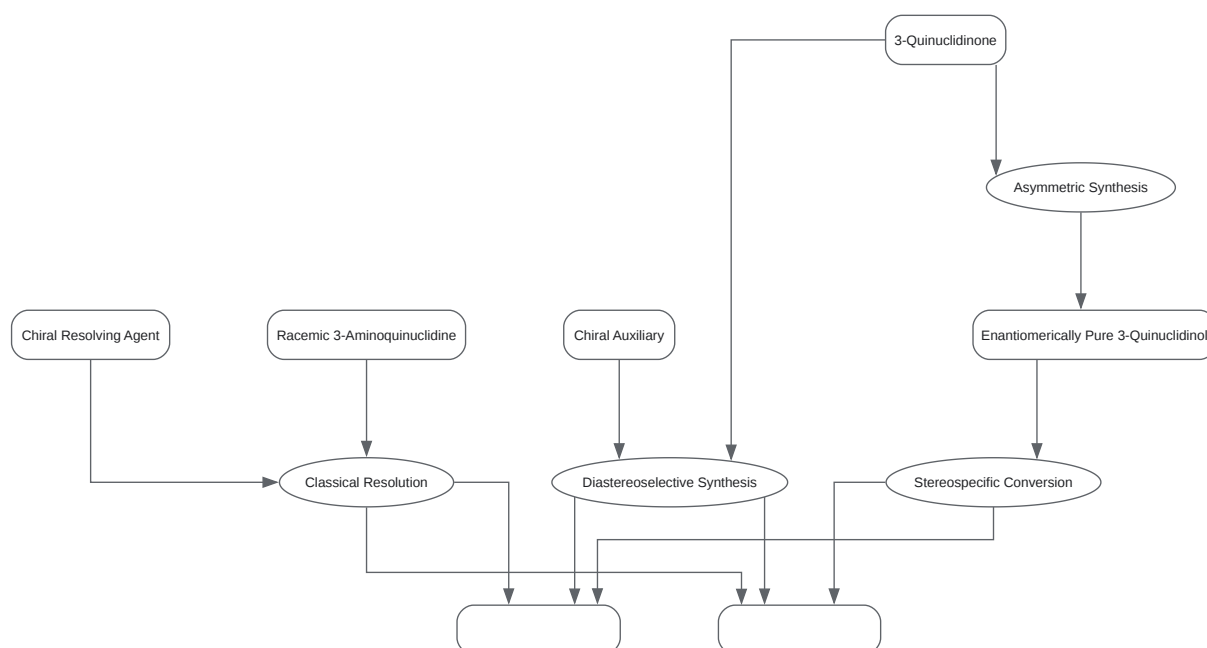 3-Quinuclidinone
Asymmetric Synthesis
Chiral Resolving Agent
Racemic 3-Aminoquinuclidine
Chiral Auxiliary
Enantiomerically Pure 3-Quinuclidinol
Classical Resolution
Diastereoselective Synthesis
Stereospecific Conversion